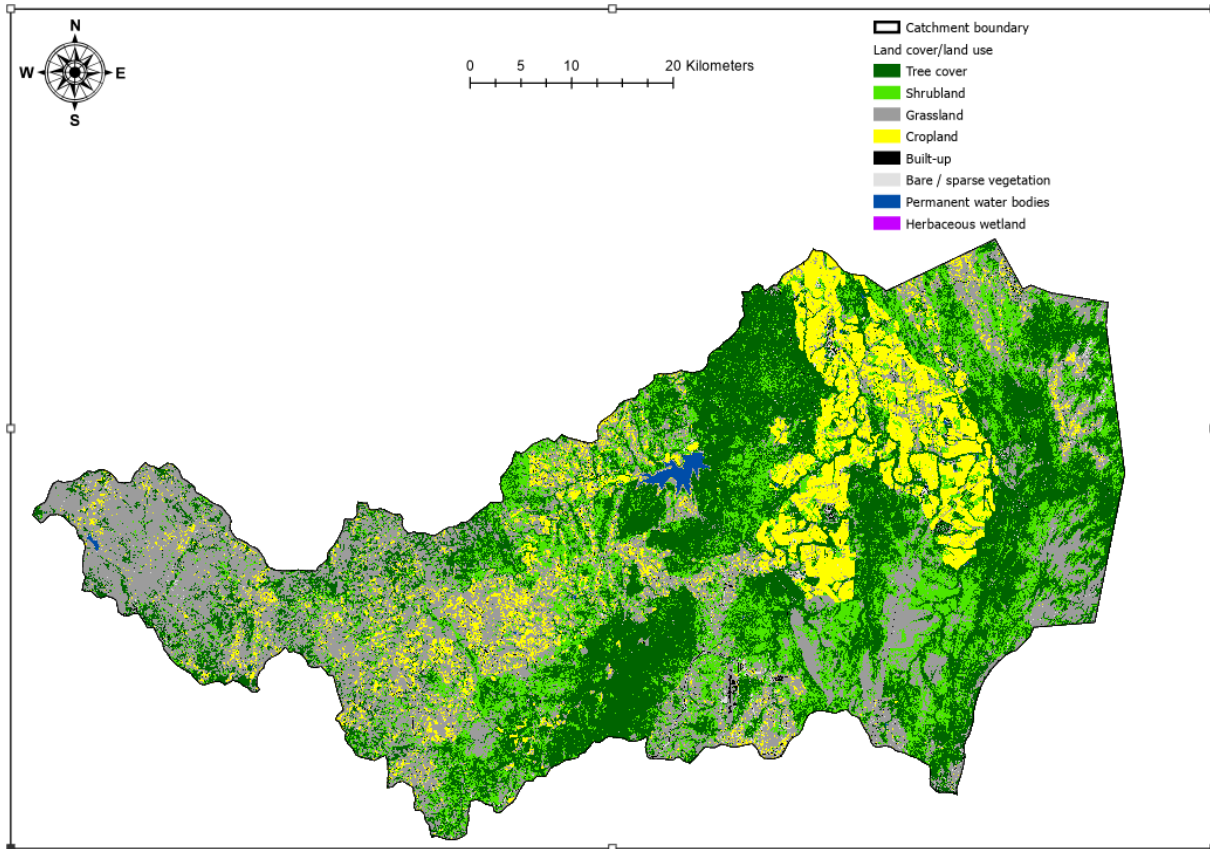 N
W E
S
0 5 10 20 Kilometers
Catchment boundary
Land cover/land use
Tree cover
Shrubland
Grassland
Cropland
Built-up
Bare / sparse vegetation
Permanent water bodies
Herbaceous wetland